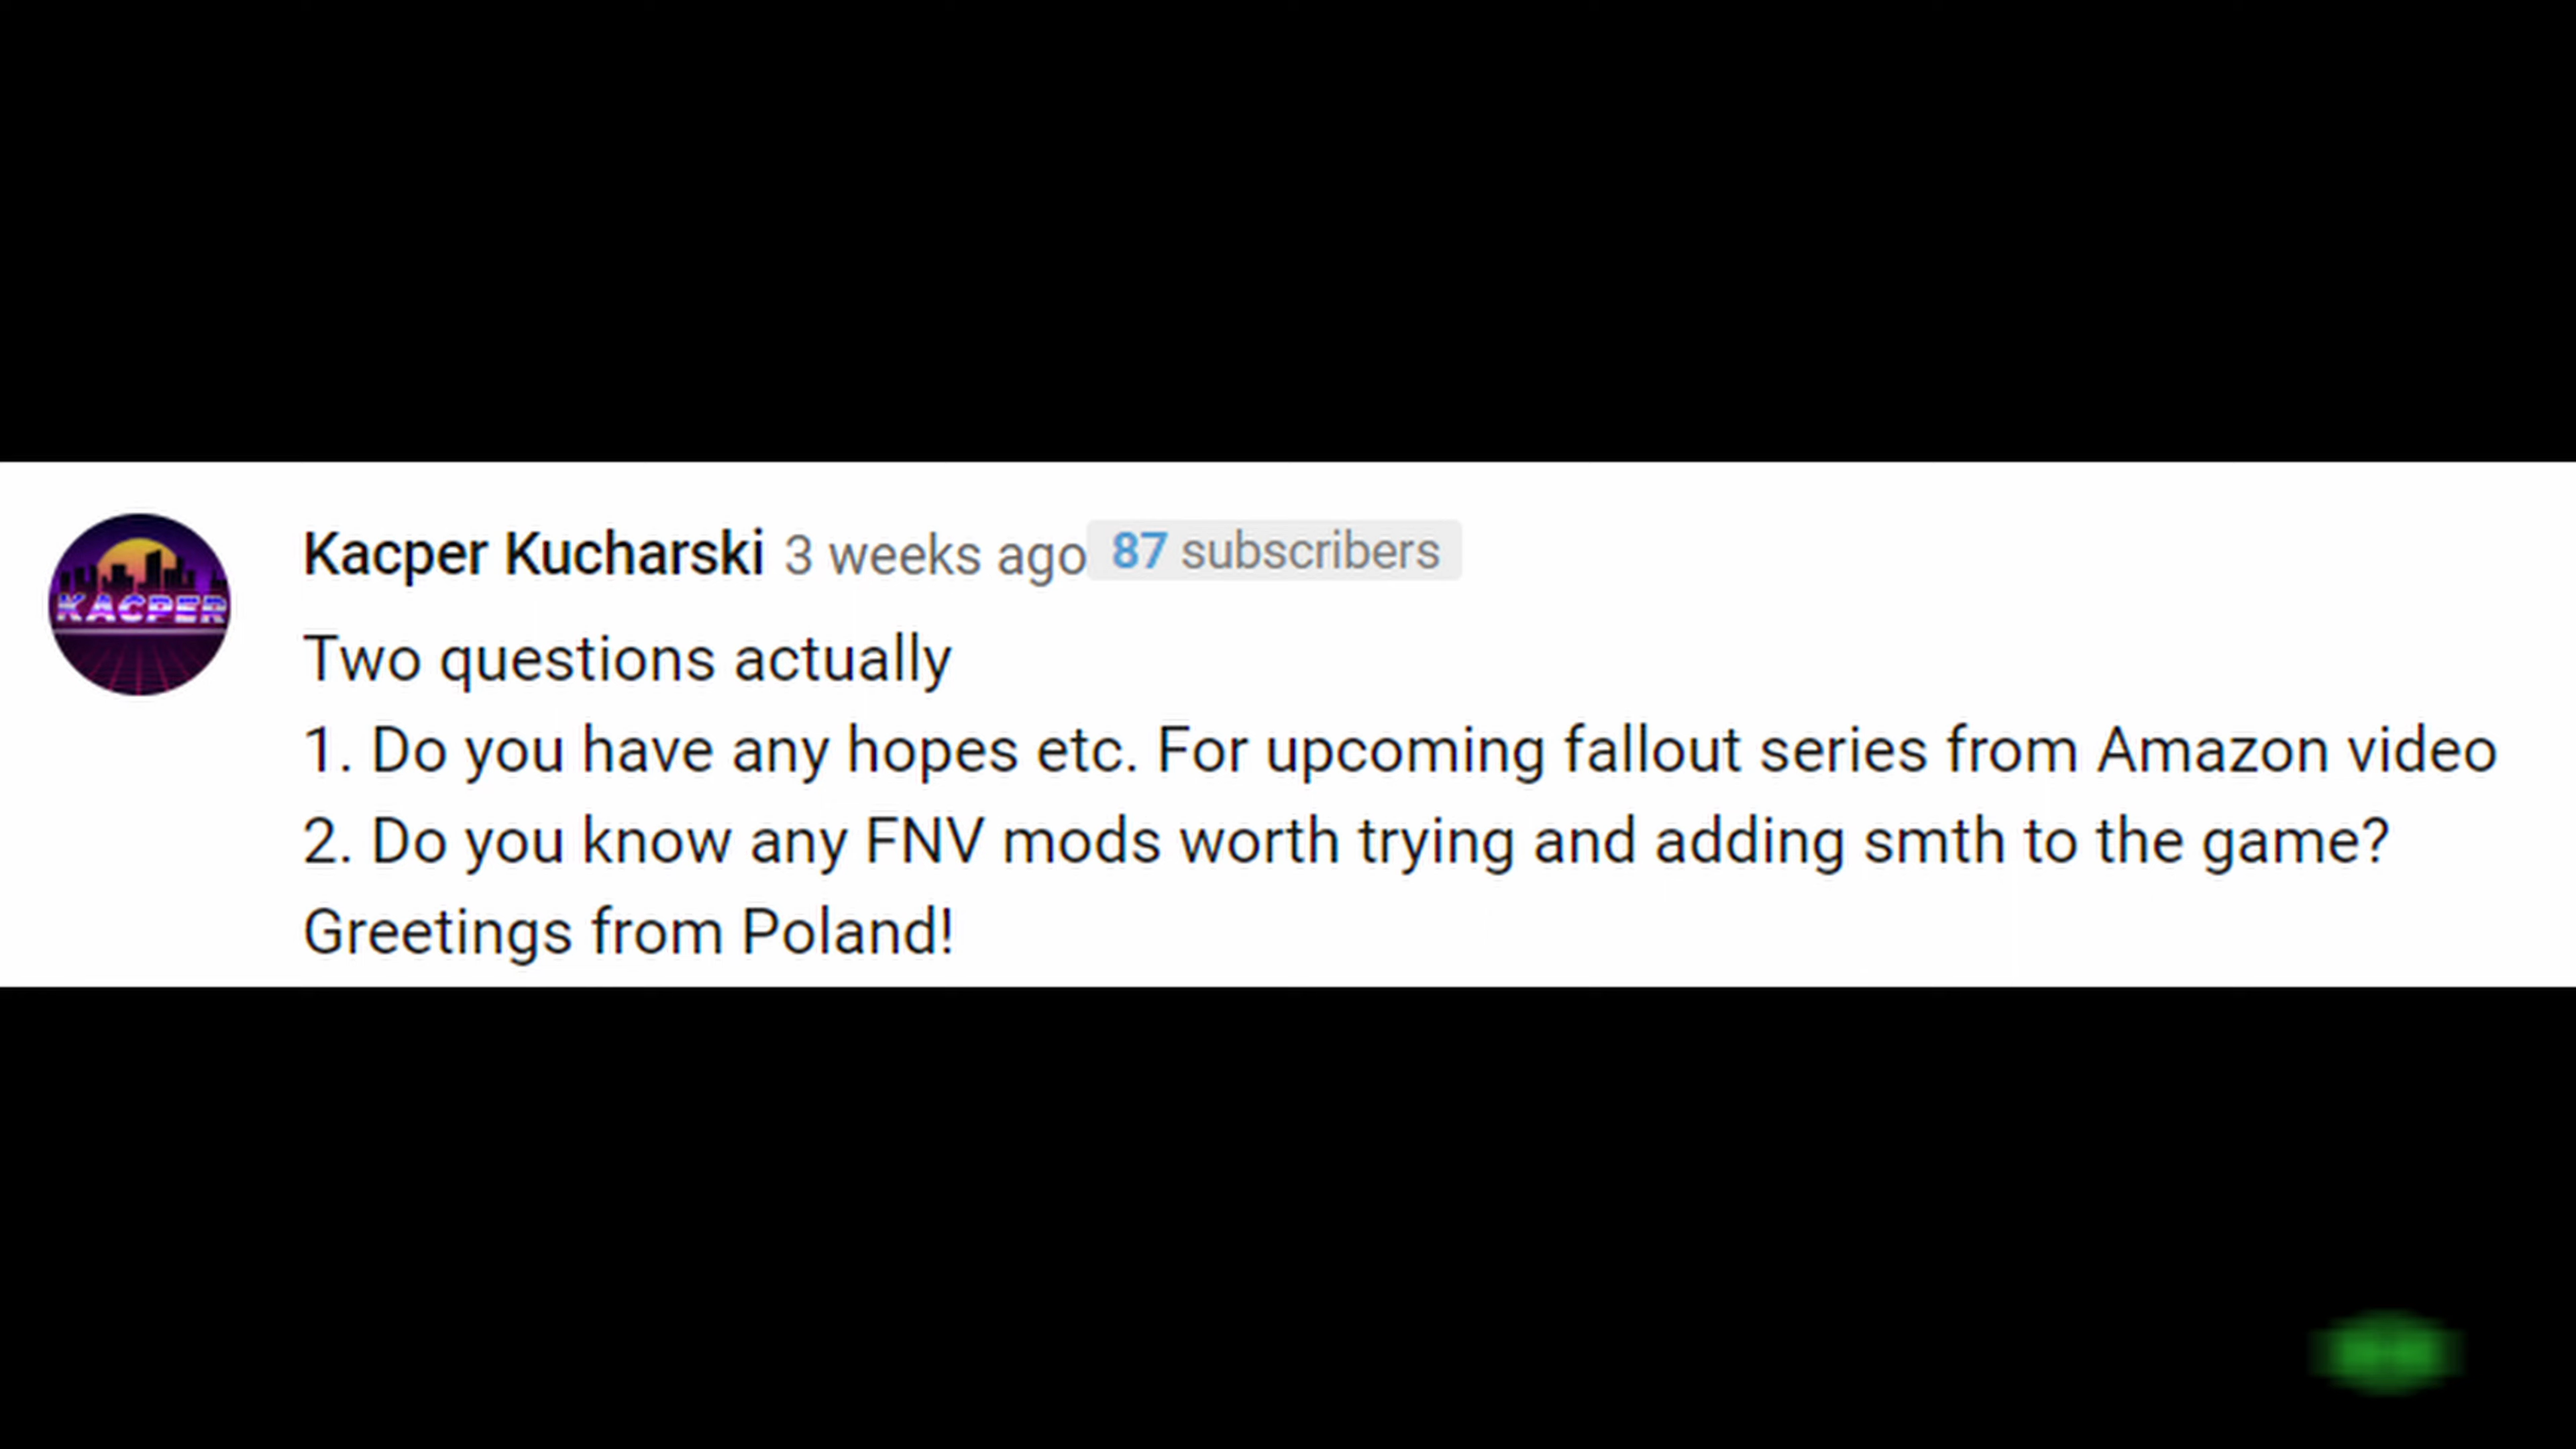 Kacper Kucharski 3 weeks ago 87 subscribers
KACPER
Two questions actually
1. Do you have any hopes etc. For upcoming fallout series from Amazon video
2. Do you know any FNV mods worth trying and adding smth to the game?
Greetings from Poland!